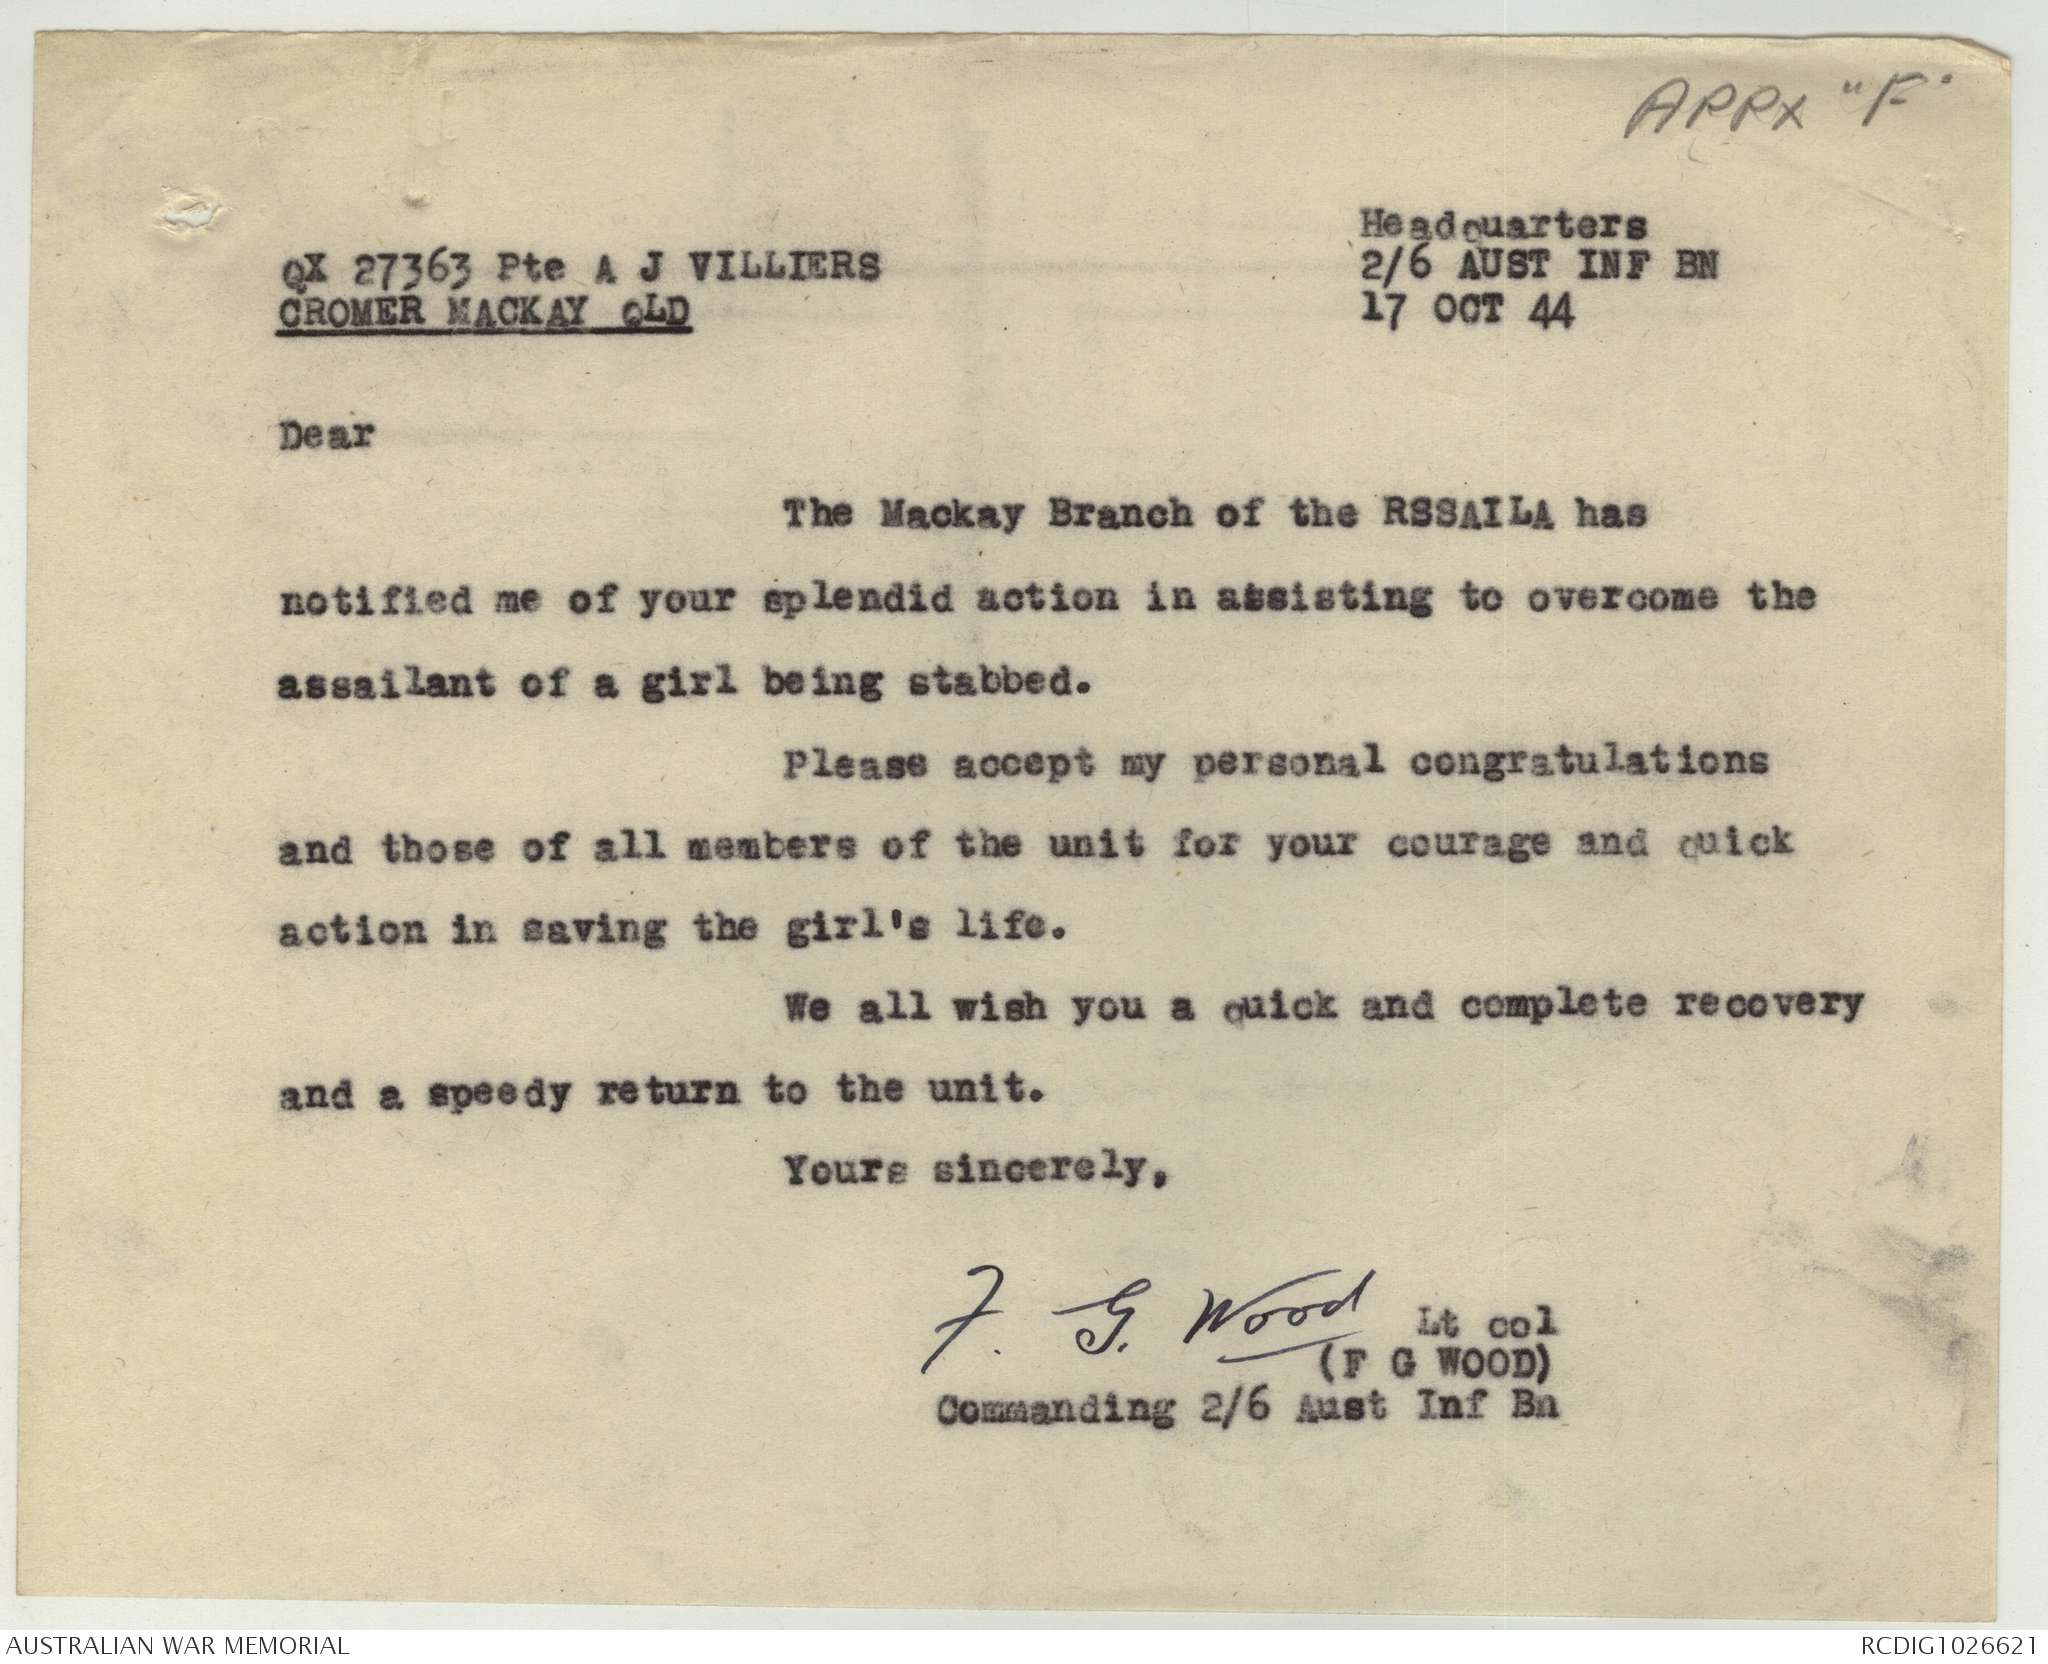 APPX "F"
Headquarters
2/6 AUST INF BN
17 OCT 44
QX 27363 Pte A J VILLIERS
CROMER MACKAY QLD
Dear
The Mackay Branch of the RSSAILA has
notified me of your splendid action in assisting to overcome the
assailant of a girl being stabbed.
Please accept my personal congratulations
and those of all members of the unit for your courage and quick
action in saving the girl's life.
We all wish you a quick and complete recovery
and a speedy return to the unit.
Yours sincerely,
F. G. Wood Lt col
(F G WOOD)
Commanding 2/6 Aust Inf Bn
AUSTRALIAN WAR MEMORIAL
RCDIG1026621